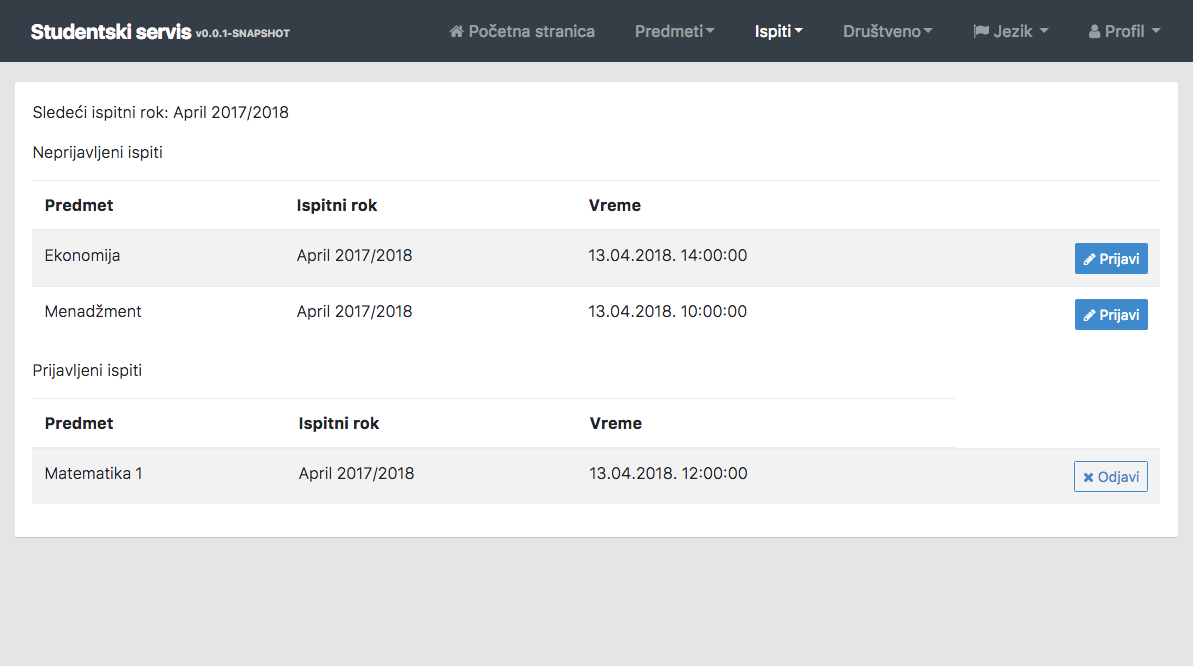 Studentski servis v0.0.1-SNAPSHOT Početna stranica Predmeti Ispiti Društveno Jezik Profil
Sledeći ispitni rok: April 2017/2018
Neprijavljeni ispiti
Predmet Ispitni rok Vreme
Ekonomija April 2017/2018 13.04.2018. 14:00:00 Prijavi
Menadžment April 2017/2018 13.04.2018. 10:00:00 Prijavi
Prijavljeni ispiti
Predmet Ispitni rok Vreme
Matematika 1 April 2017/2018 13.04.2018. 12:00:00 Odjavi